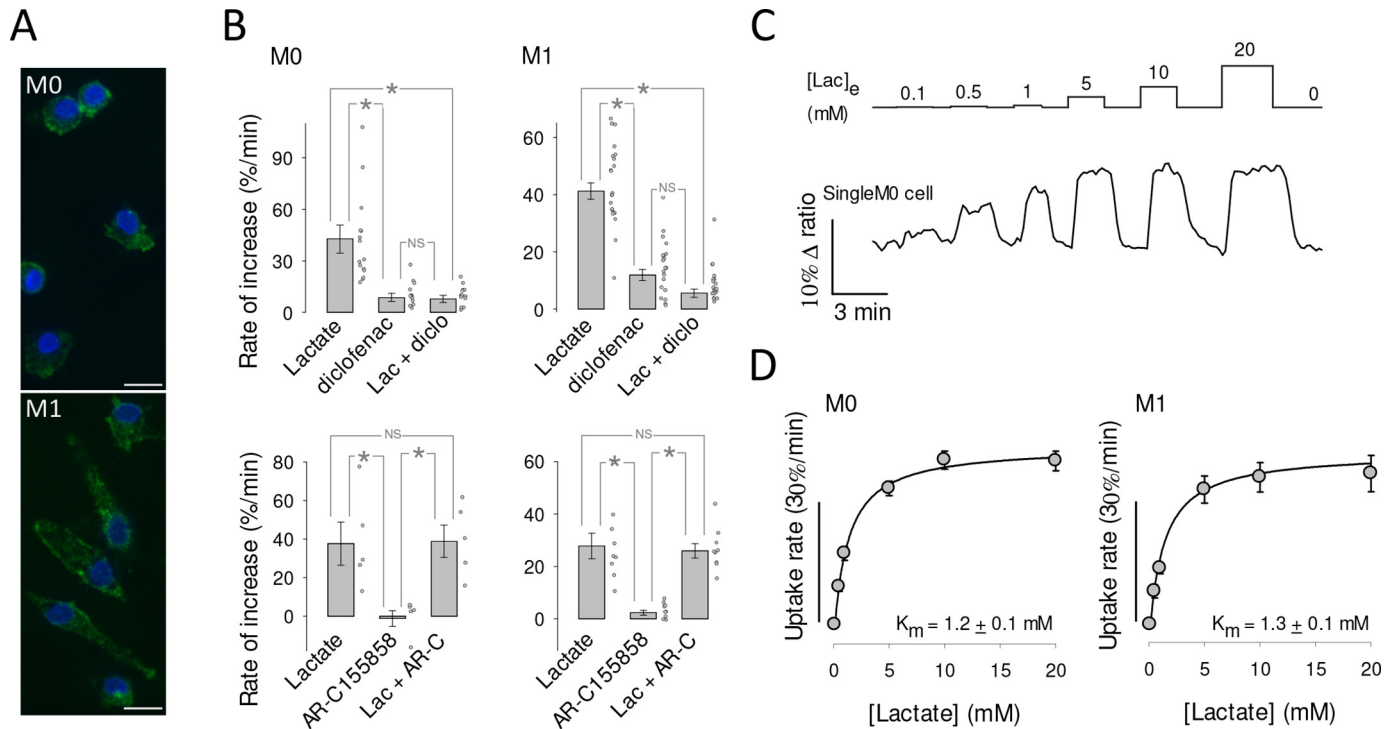 A
M0
M1
B
M0
Rate of increase (%/min)
90
60
30
0
*
*
NS
Lactate
diclofenac
Lac + diclo
M1
60
40
20
0
*
*
NS
Lactate
diclofenac
Lac + diclo
Rate of increase (%/min)
80
60
40
20
0
NS
*
*
Lactate
AR-C155858
Lac + AR-C
60
40
20
0
NS
*
*
Lactate
AR-C155858
Lac + AR-C
C
[Lac]e
(mM)
0.1
0.5
1
5
10
20
0
SingleM0 cell
10% Δ ratio
3 min
D
M0
Uptake rate (30%/min)
Km = 1.2 ± 0.1 mM
0 5 10 15 20
[Lactate] (mM)
M1
Uptake rate (30%/min)
Km = 1.3 ± 0.1 mM
0 5 10 15 20
[Lactate] (mM)